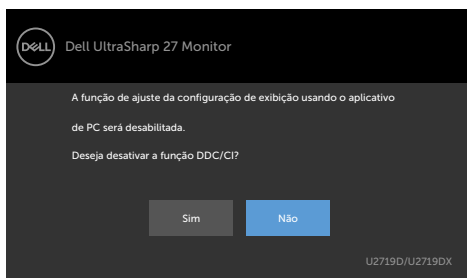 DELL
Dell UltraSharp 27 Monitor
A função de ajuste da configuração de exibição usando o aplicativo
de PC será desabilitada.
Deseja desativar a função DDC/CI?
Sim
Não
U2719D/U2719DX